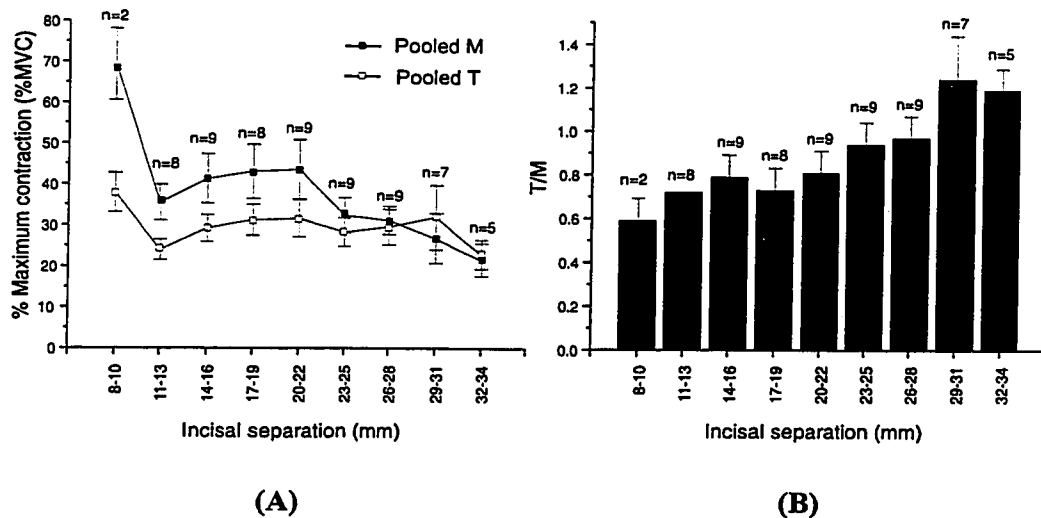 % Maximum contraction (%MVC)
80
70
60
50
40
30
20
10
0
n=2
n=8
n=9
n=8
n=9
n=9
n=9
n=7
n=5
Pooled M
Pooled T
8-10
11-13
14-16
17-19
20-22
23-25
26-28
29-31
32-34
Incisal separation (mm)
(A)
T/M
1.4
1.2
1.0
0.8
0.6
0.4
0.2
0.0
n=2
n=8
n=9
n=8
n=9
n=9
n=9
n=7
n=5
8-10
11-13
14-16
17-19
20-22
23-25
26-28
29-31
32-34
Incisal separation (mm)
(B)